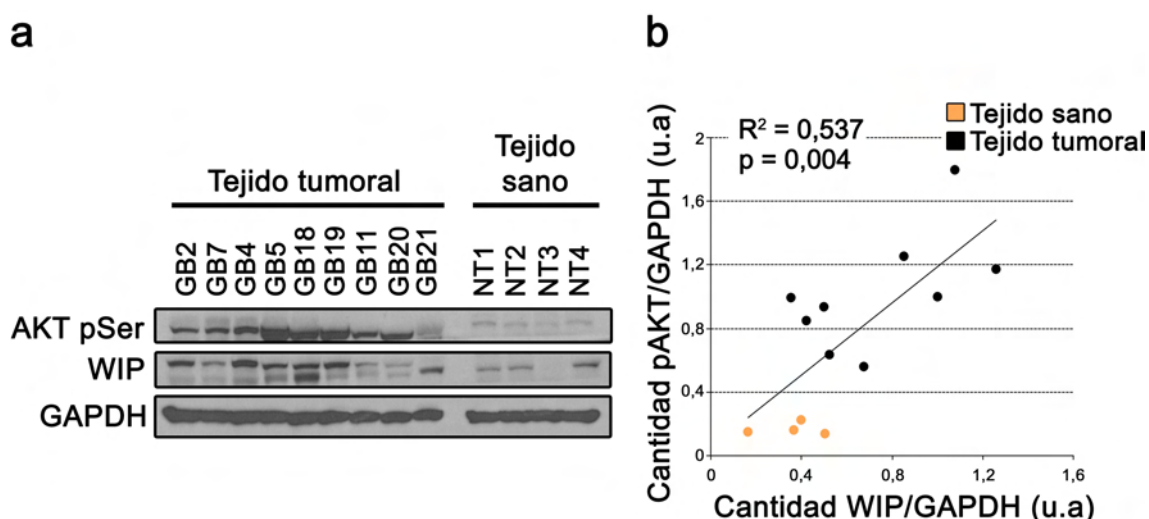 a
Tejido tumoral
Tejido
sano
GB2
GB7
GB4
GB5
GB18
GB19
GB11
GB20
GB21
NT1
NT2
NT3
NT4
AKT pSer
WIP
GAPDH
b
Tejido sano
Tejido tumoral
R² = 0,537
p = 0,004
Cantidad pAKT/GAPDH (u.a)
2
1,6
1,2
0,8
0,4
0
0
0,4
0,8
1,2
1,6
Cantidad WIP/GAPDH (u.a)